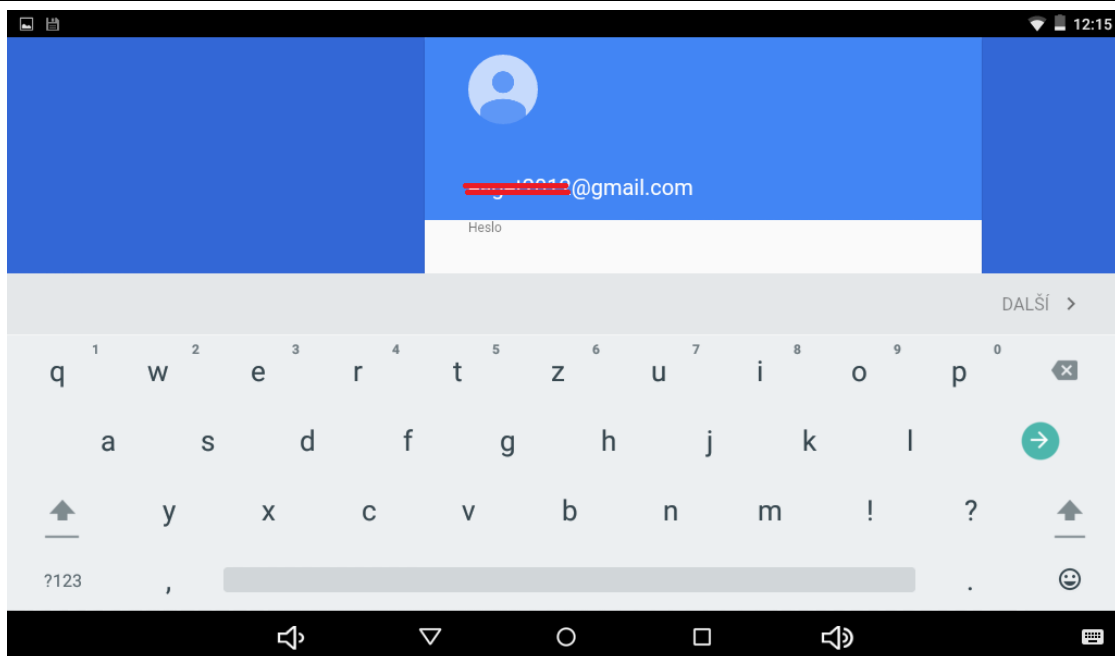 12:15
@gmail.com
Heslo
DALŠÍ
1 2 3 4 5 6 7 8 9 0
q w e r t z u i o p
a s d f g h j k l
y x c v b n m ! ?
?123 , .